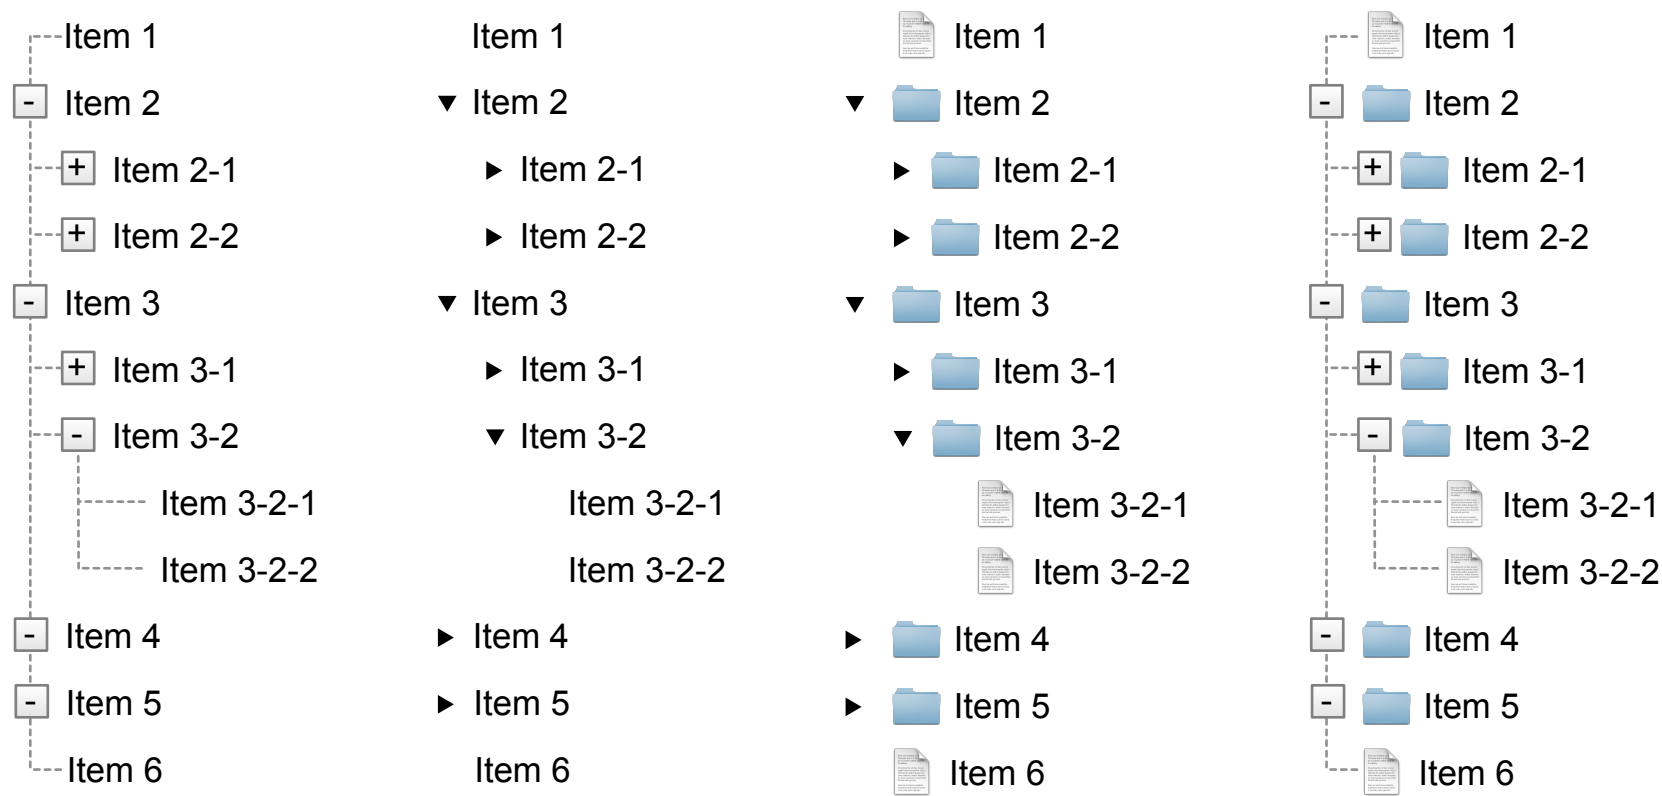 Item 1
- Item 2
+ Item 2-1
+ Item 2-2
- Item 3
+ Item 3-1
- Item 3-2
Item 3-2-1
Item 3-2-2
- Item 4
- Item 5
Item 6
Item 1
▼ Item 2
▶ Item 2-1
▶ Item 2-2
▼ Item 3
▶ Item 3-1
▼ Item 3-2
Item 3-2-1
Item 3-2-2
▶ Item 4
▶ Item 5
Item 6
Item 1
▼ Item 2
▶ Item 2-1
▶ Item 2-2
▼ Item 3
▶ Item 3-1
▼ Item 3-2
Item 3-2-1
Item 3-2-2
▶ Item 4
▶ Item 5
Item 6
Item 1
- Item 2
+ Item 2-1
+ Item 2-2
- Item 3
+ Item 3-1
- Item 3-2
Item 3-2-1
Item 3-2-2
- Item 4
- Item 5
Item 6